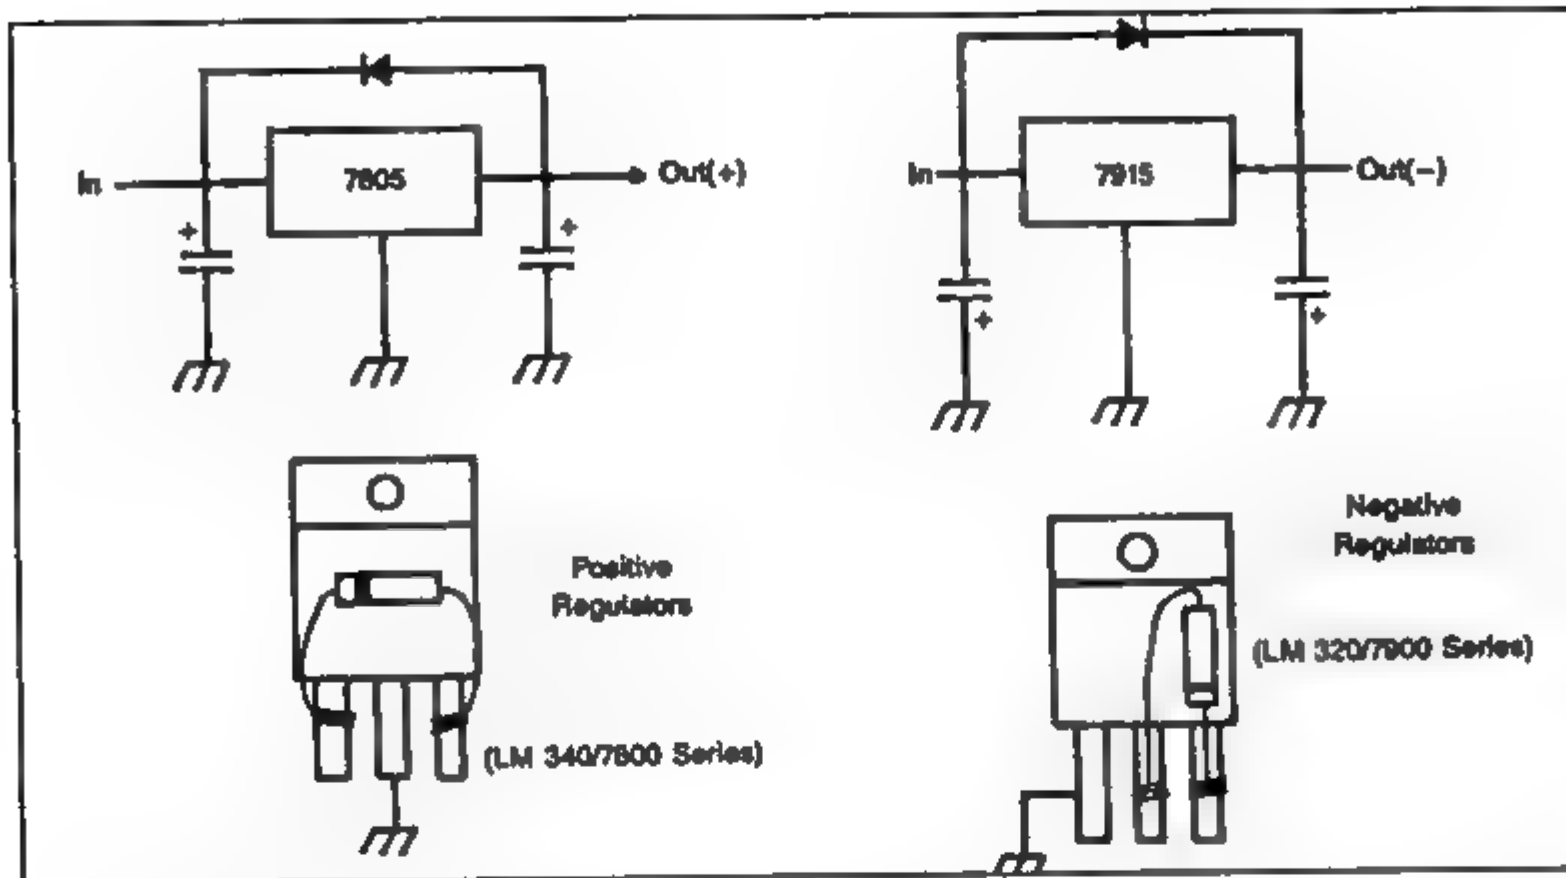 In
7805
Out(+)
+
+
In
7915
Out(−)
+
+
Positive
Regulators
(LM 340/7800 Series)
Negative
Regulators
(LM 320/7900 Series)